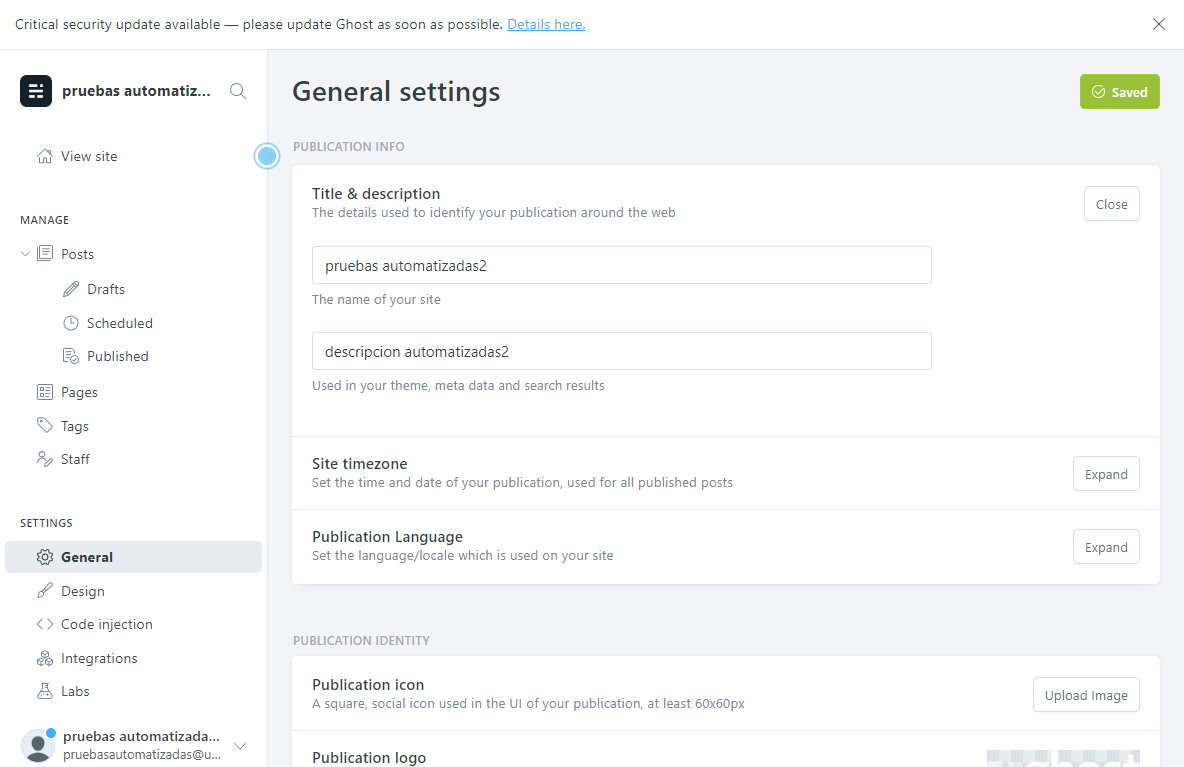 Critical security update available — please update Ghost as soon as possible. Details here.
pruebas automatiz...
View site
MANAGE
Posts
Drafts
Scheduled
Published
Pages
Tags
Staff
SETTINGS
General
Design
Code injection
Integrations
Labs
pruebas automatizada...
pruebasautomatizadas@u...
General settings
Saved
PUBLICATION INFO
Title & description
The details used to identify your publication around the web
Close
pruebas automatizadas2
The name of your site
descripcion automatizadas2
Used in your theme, meta data and search results
Site timezone
Set the time and date of your publication, used for all published posts
Expand
Publication Language
Set the language/locale which is used on your site
Expand
PUBLICATION IDENTITY
Publication icon
A square, social icon used in the UI of your publication, at least 60x60px
Upload Image
Publication logo